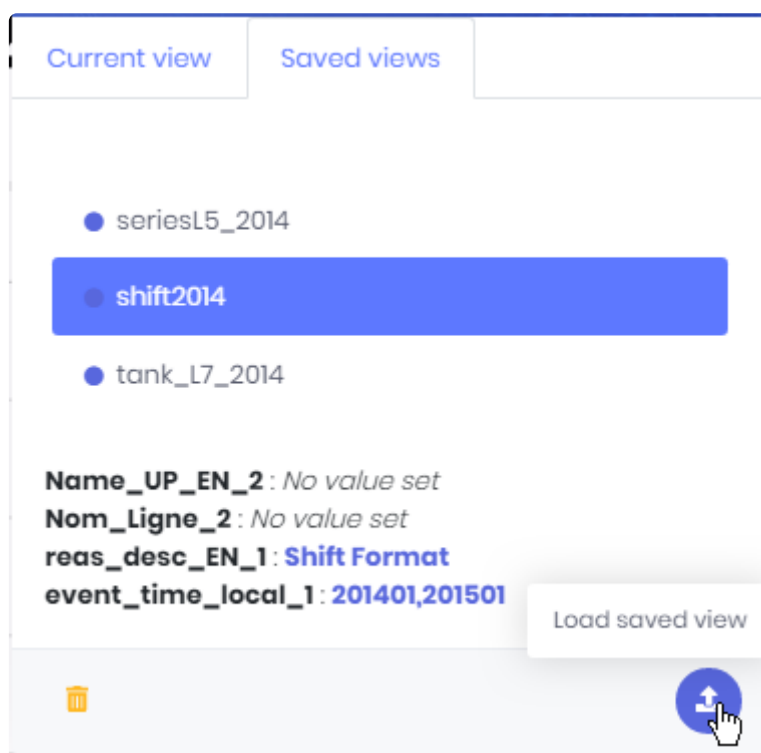 Current view
Saved views
seriesL5_2014
shift2014
tank_L7_2014
Name_UP_EN_2 : No value set
Nom_Ligne_2 : No value set
reas_desc_EN_1 : Shift Format
event_time_local_1 : 201401,201501
Load saved view